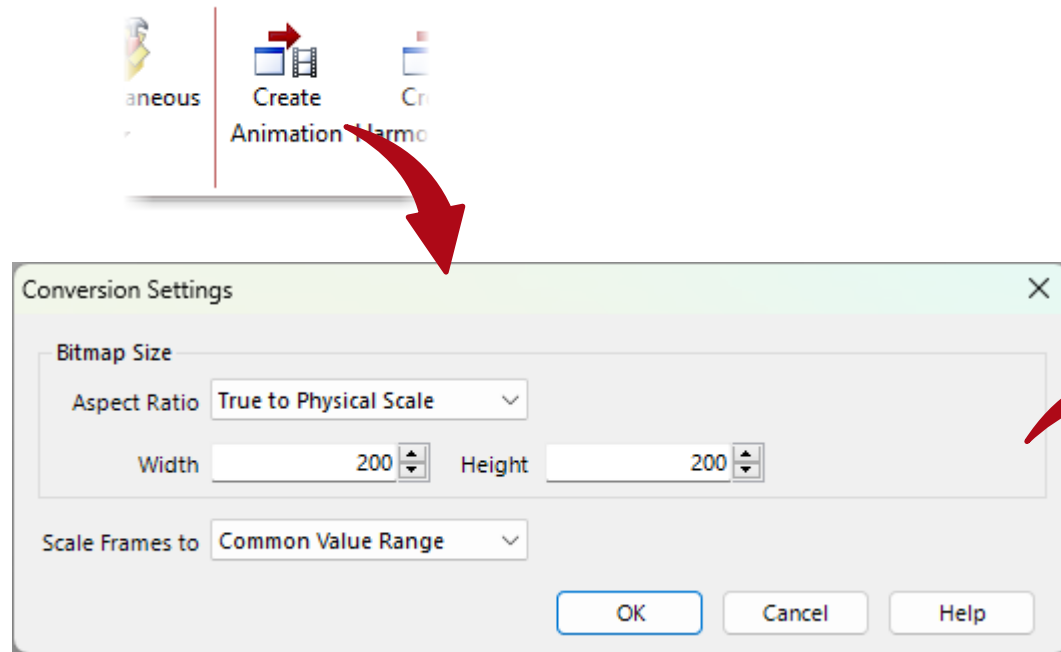 aneous Create
Animation
Conversion Settings
Bitmap Size
Aspect Ratio True to Physical Scale
Width 200 Height 200
Scale Frames to Common Value Range
OK Cancel Help